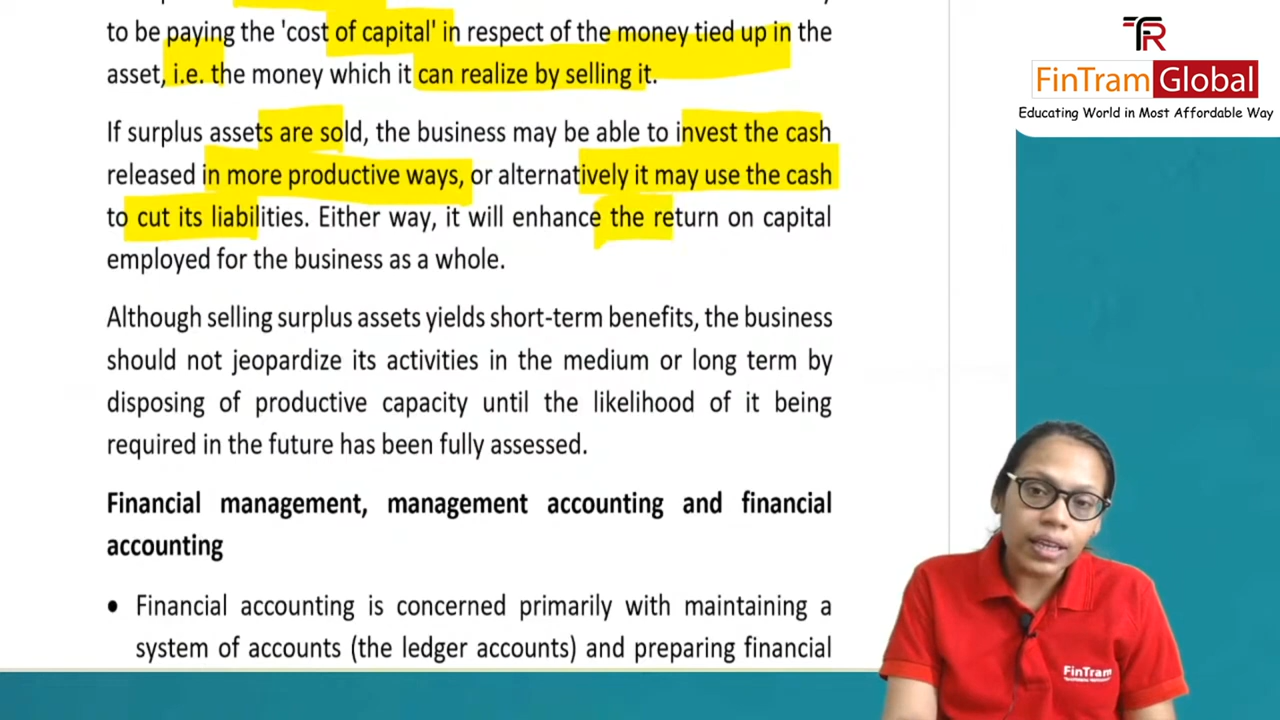 to be paying the 'cost of capital' in respect of the money tied up in the
asset, i.e. the money which it can realize by selling it.
If surplus assets are sold, the business may be able to invest the cash
released in more productive ways, or alternatively it may use the cash
to cut its liabilities. Either way, it will enhance the return on capital
employed for the business as a whole.
Although selling surplus assets yields short-term benefits, the business
should not jeopardize its activities in the medium or long term by
disposing of productive capacity until the likelihood of it being
required in the future has been fully assessed.
Financial management, management accounting and financial
accounting
• Financial accounting is concerned primarily with maintaining a
system of accounts (the ledger accounts) and preparing financial
TFR
FinTram Global
Educating World in Most Affordable Way
FinTram